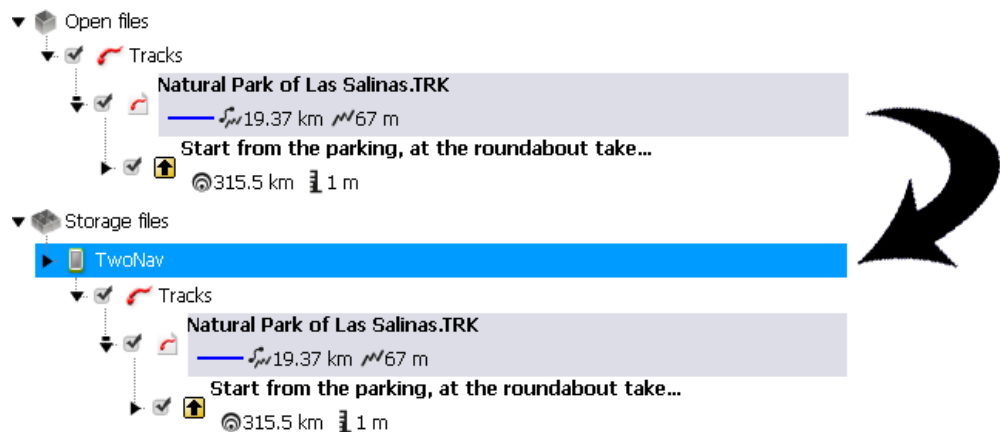 Open files
Tracks
Natural Park of Las Salinas.TRK
19.37 km 67 m
Start from the parking, at the roundabout take...
315.5 km 1 m
Storage files
TwoNav
Tracks
Natural Park of Las Salinas.TRK
19.37 km 67 m
Start from the parking, at the roundabout take...
315.5 km 1 m